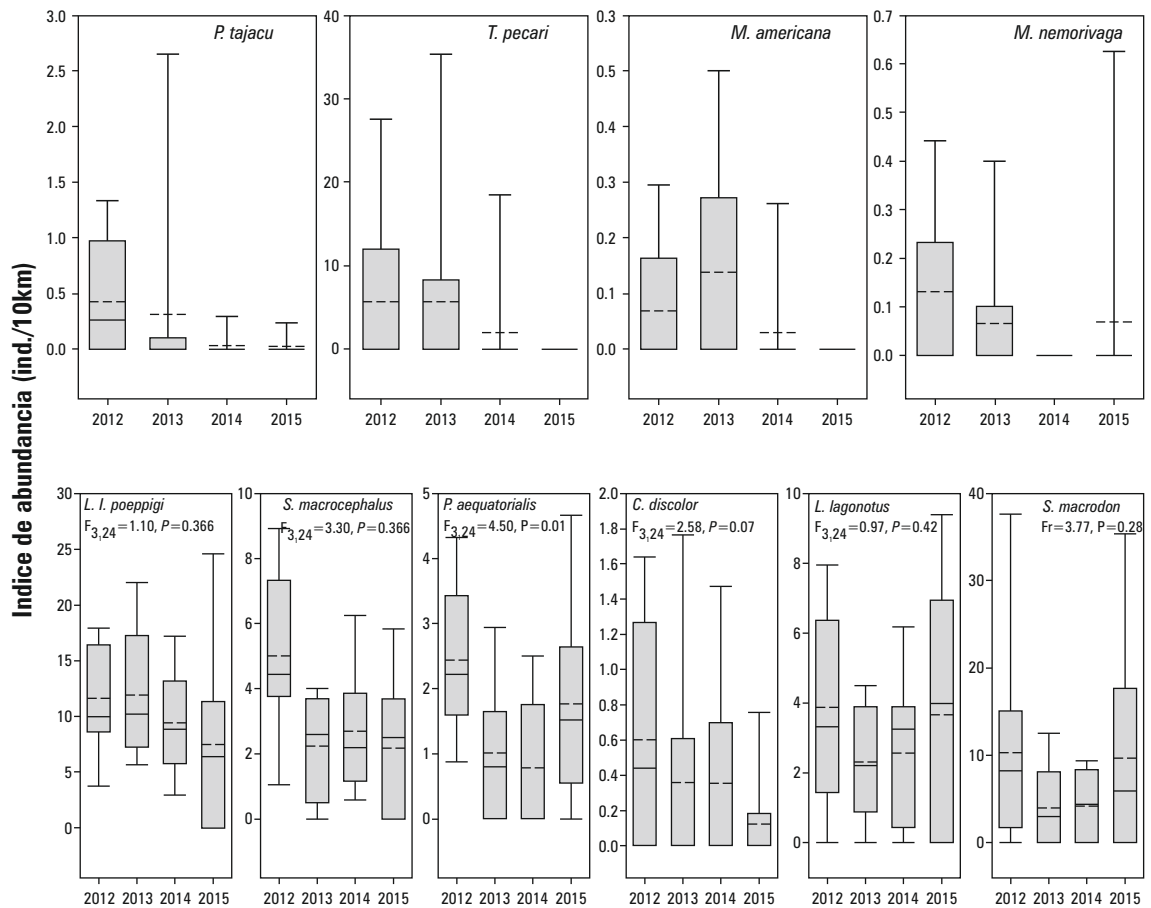 Indice de abundancia (ind./10km)
P. tajacu
3.0
2.5
2.0
1.5
1.0
0.5
0.0
2012 2013 2014 2015
T. pecari
40
30
20
10
0
2012 2013 2014 2015
M. americana
0.3
0.5
0.3
0.3
0.2
0.1
0.0
2012 2013 2014 2015
M. nemorivaga
0.7
0.6
0.5
0.4
0.3
0.2
0.1
0.0
2012 2013 2014 2015
L. I. poeppigi
F3,24=1.10, P=0.366
30
25
20
15
10
5
0
2012 2013 2014 2015
S. macrocephalus
F3,24=3.30, P=0.366
10
8
6
4
2
0
2012 2013 2014 2015
P. aequatorialis
F3,24=4.50, P=0.01
5
4
3
2
1
0
2012 2013 2014 2015
C. discolor
F3,24=2.58, P=0.07
2.0
1.8
1.6
1.4
1.2
1.0
0.8
0.6
0.4
0.2
0.0
2012 2013 2014 2015
L. lagonotus
F3,24=0.97, P=0.42
10
8
6
4
2
0
2012 2013 2014 2015
S. macrodon
Fr=3.77, P=0.28
40
30
20
10
0
2012 2013 2014 2015